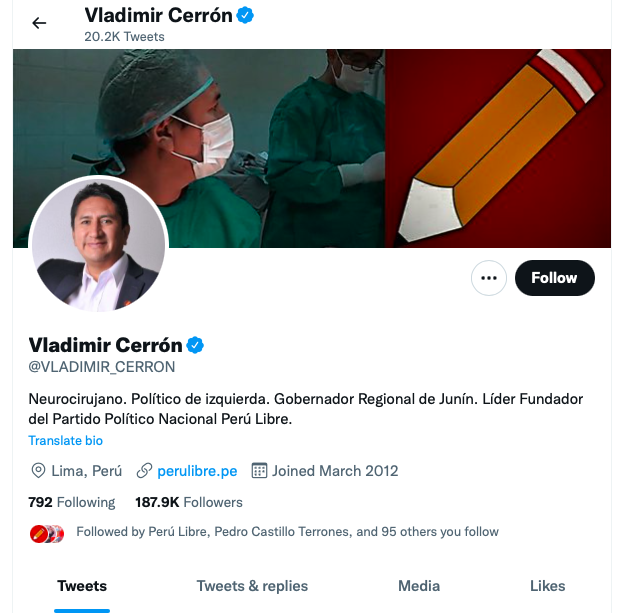 Vladimir Cerrón
20.2K Tweets
Follow
Vladimir Cerrón
@VLADIMIR_CERRON
Neurocirujano. Político de izquierda. Gobernador Regional de Junín. Líder Fundador
del Partido Político Nacional Perú Libre.
Translate bio
Lima, Perú perulibre.pe Joined March 2012
792 Following 187.9K Followers
Followed by Perú Libre, Pedro Castillo Terrones, and 95 others you follow
Tweets Tweets & replies Media Likes